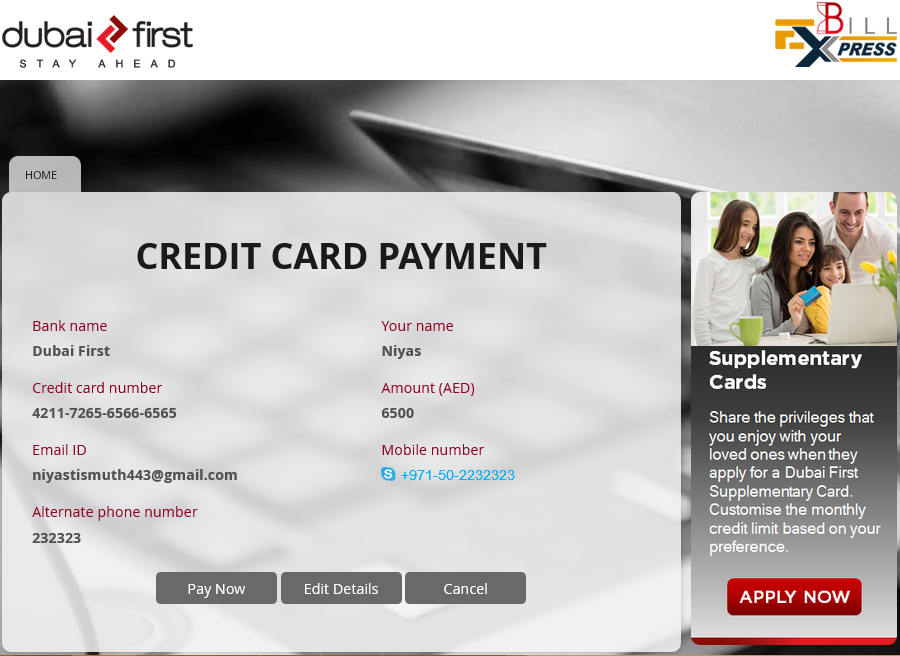 dubai first
STAY AHEAD
BILL
EXPRESS
HOME
CREDIT CARD PAYMENT
Bank name
Dubai First
Your name
Niyas
Credit card number
4211-7265-6566-6565
Amount (AED)
6500
Email ID
niyastismuth443@gmail.com
Mobile number
+971-50-2232323
Alternate phone number
232323
Pay Now
Edit Details
Cancel
Supplementary
Cards
Share the privileges that
you enjoy with your
loved ones when they
apply for a Dubai First
Supplementary Card.
Customise the monthly
credit limit based on your
preference.
APPLY NOW